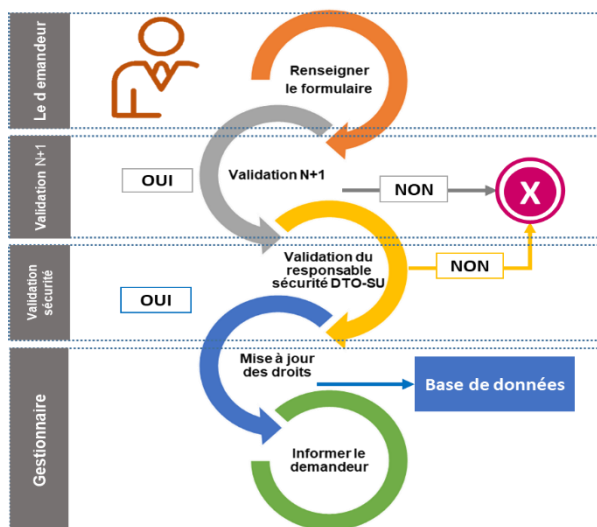 Le d emandeur
Renseigner
le formulaire
Validation N+1
OUI
Validation N+1
NON
X
Validation
sécurité
OUI
Validation du
responsable
sécurité DTO-SU
NON
Gestionnaire
Mise à jour
des droits
Base de données
Informer le
demandeur